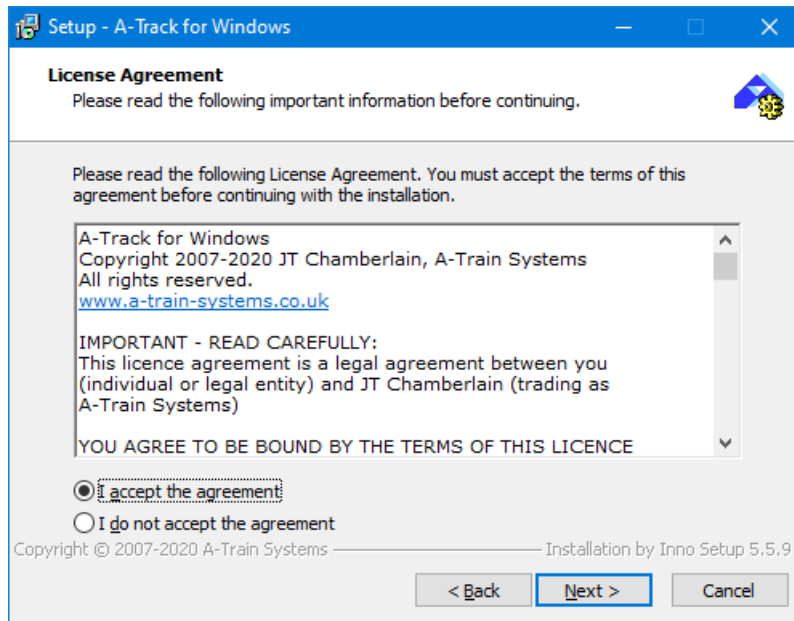 Setup - A-Track for Windows
License Agreement
Please read the following important information before continuing.
Please read the following License Agreement. You must accept the terms of this
agreement before continuing with the installation.
A-Track for Windows
Copyright 2007-2020 JT Chamberlain, A-Train Systems
All rights reserved.
www.a-train-systems.co.uk
IMPORTANT - READ CAREFULLY:
This licence agreement is a legal agreement between you
(individual or legal entity) and JT Chamberlain (trading as
A-Train Systems)
YOU AGREE TO BE BOUND BY THE TERMS OF THIS LICENCE
I accept the agreement
I do not accept the agreement
Copyright © 2007-2020 A-Train Systems Installation by Inno Setup 5.5.9
< Back Next > Cancel